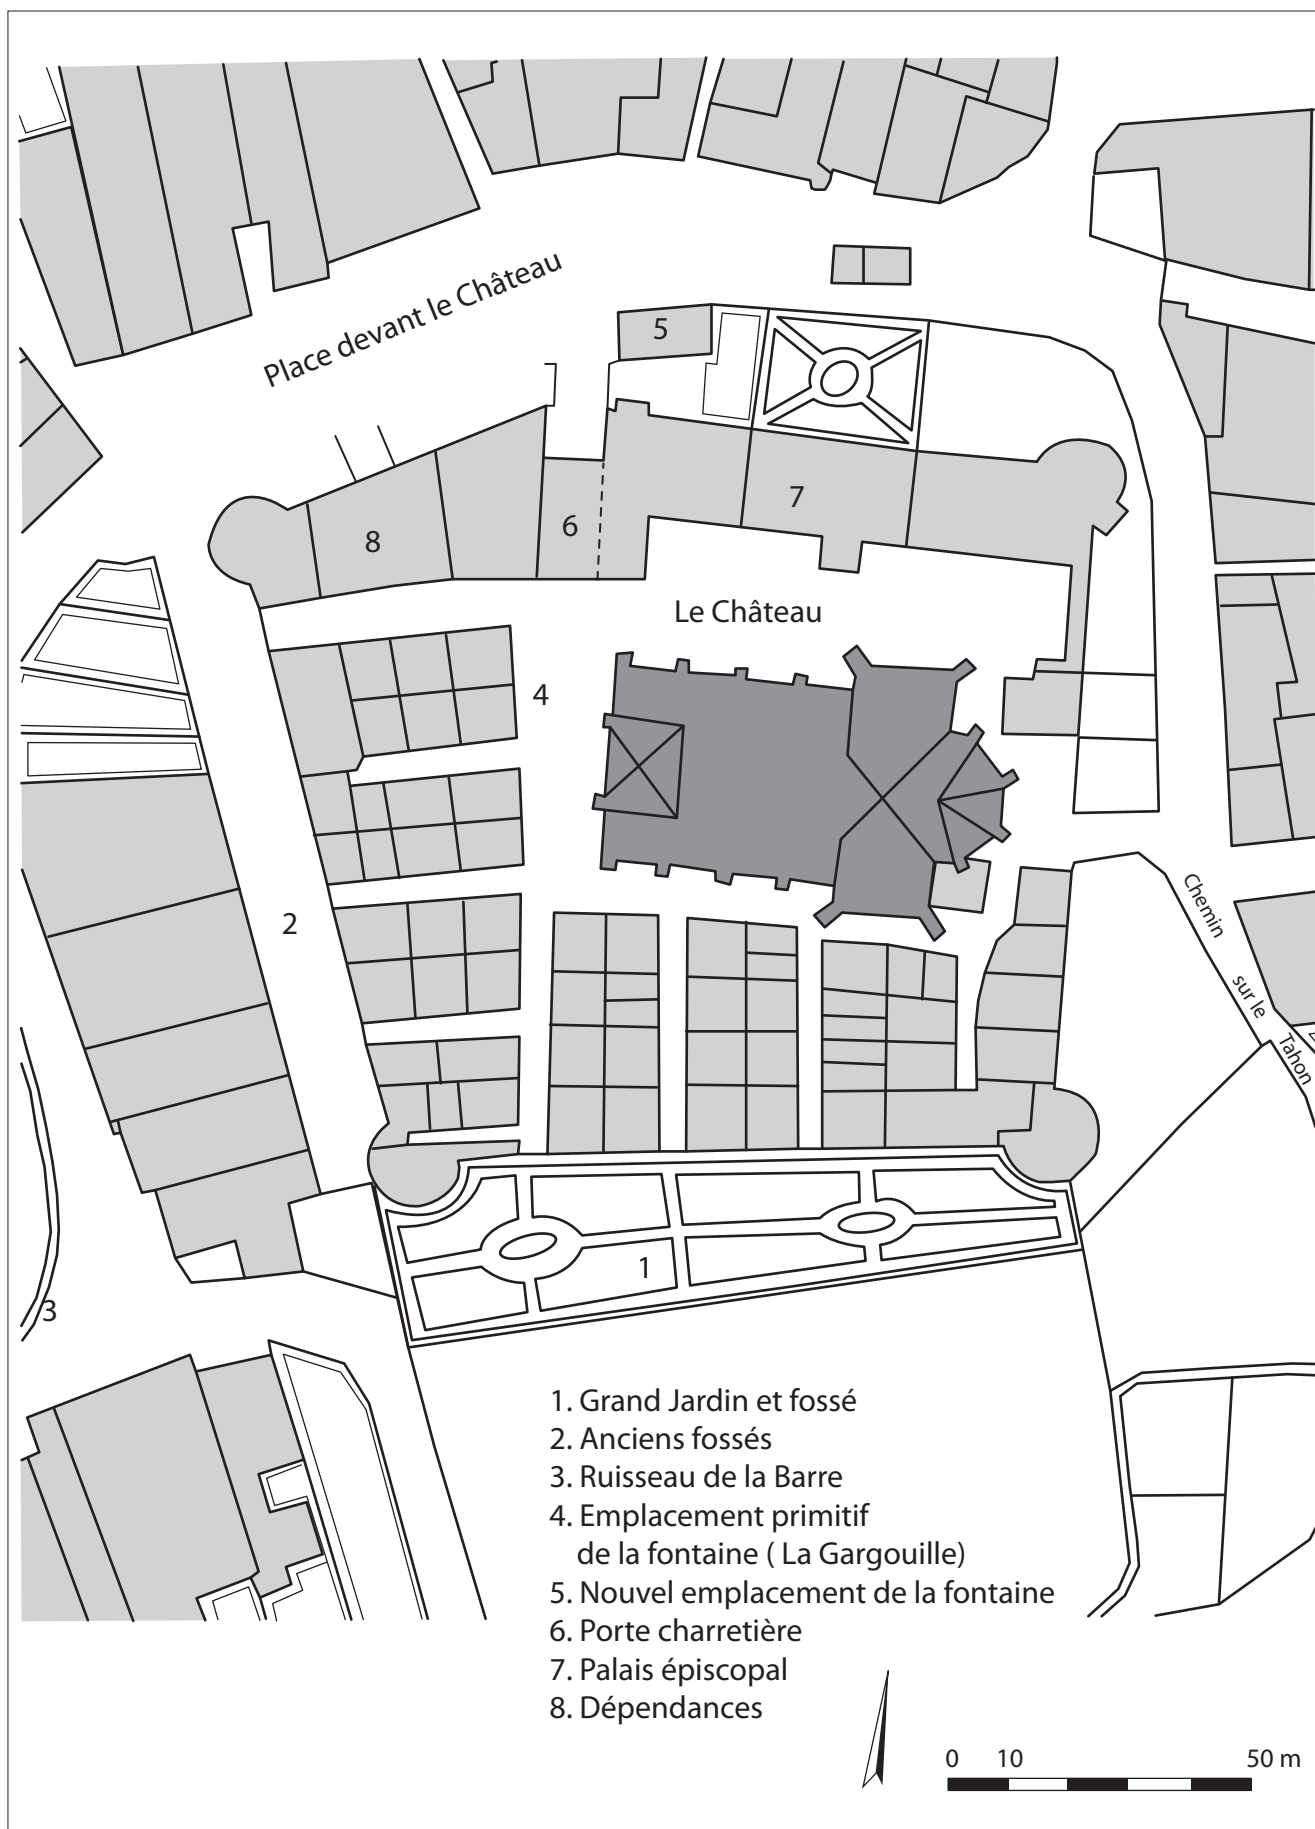 Place devant le Château
5
7
6
8
Le Château
4
2
Chemin
sur le
Tahon
1
3
1. Grand Jardin et fossé
2. Anciens fossés
3. Ruisseau de la Barre
4. Emplacement primitif
de la fontaine ( La Gargouille)
5. Nouvel emplacement de la fontaine
6. Porte charretière
7. Palais épiscopal
8. Dépendances
0 10 50 m